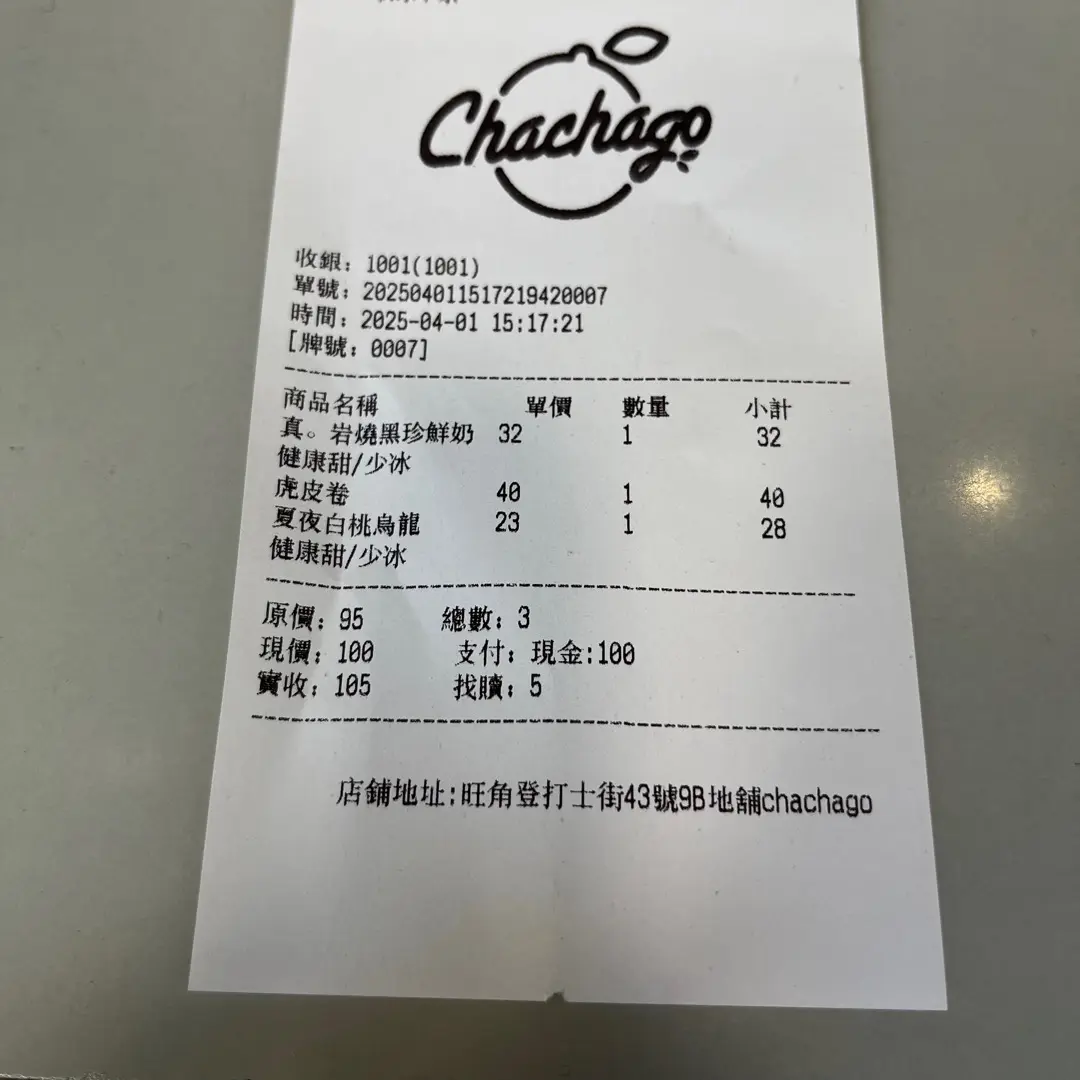 Chachago
收銀：1001(1001)
單號：202504011517219420007
時間：2025-04-01 15:17:21
[牌號：0007]
商品名稱 單價 數量 小計
真。岩燒黑珍鮮奶 32 1 32
健康甜/少冰
虎皮卷 40 1 40
夏夜白桃烏龍 23 1 28
健康甜/少冰
原價：95 總數：3
現價：100 支付：現金:100
實收：105 找贖：5
店鋪地址:旺角登打士街43號9B地舖chachago